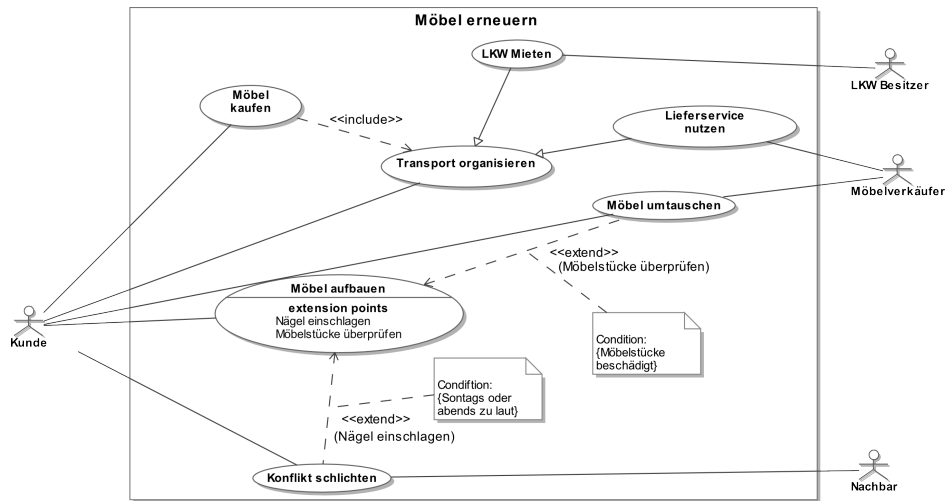 Möbel erneuern
LKW Mieten
LKW Besitzer
Möbel
kaufen
<<include>>
Lieferservice
nutzen
Transport organisieren
Möbelverkäufer
Möbel umtauschen
<<extend>>
(Möbelstücke überprüfen)
Möbel aufbauen
extension points
Nägel einschlagen
Möbelstücke überprüfen
Kunde
Condition:
{Möbelstücke
beschädigt}
Condiftion:
{Sontags oder
abends zu laut}
<<extend>>
(Nägel einschlagen)
Konflikt schlichten
Nachbar